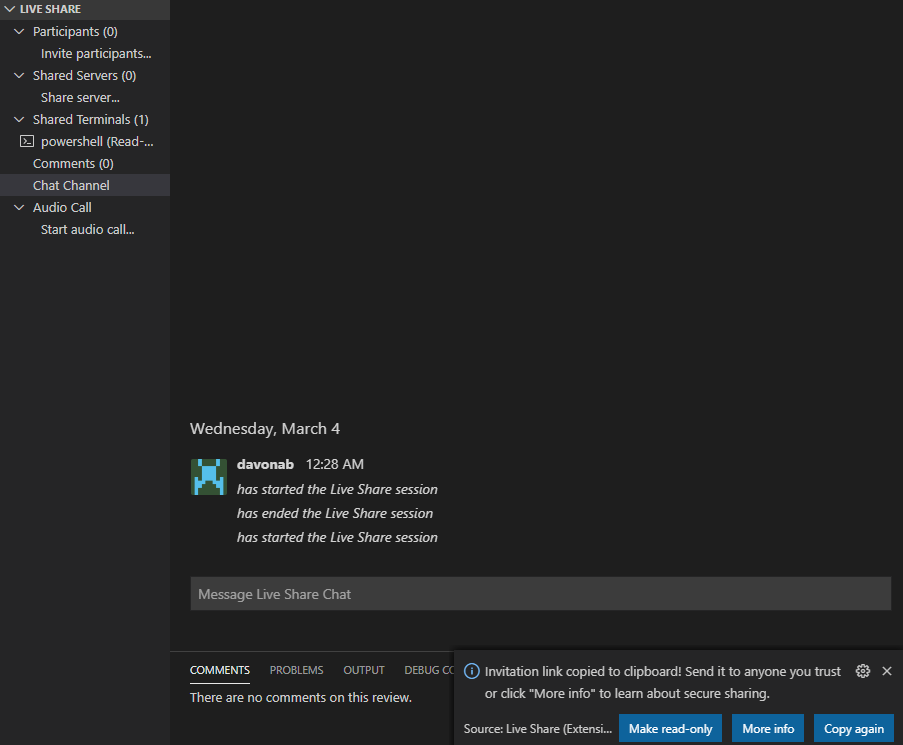 LIVE SHARE
Participants (0)
Invite participants...
Shared Servers (0)
Share server...
Shared Terminals (1)
powershell (Read-...
Comments (0)
Chat Channel
Audio Call
Start audio call...
Wednesday, March 4
davonab 12:28 AM
has started the Live Share session
has ended the Live Share session
has started the Live Share session
Message Live Share Chat
COMMENTS PROBLEMS OUTPUT DEBUG CO
There are no comments on this review.
Invitation link copied to clipboard! Send it to anyone you trust
or click "More info" to learn about secure sharing.
Source: Live Share (Extensi... Make read-only More info Copy again